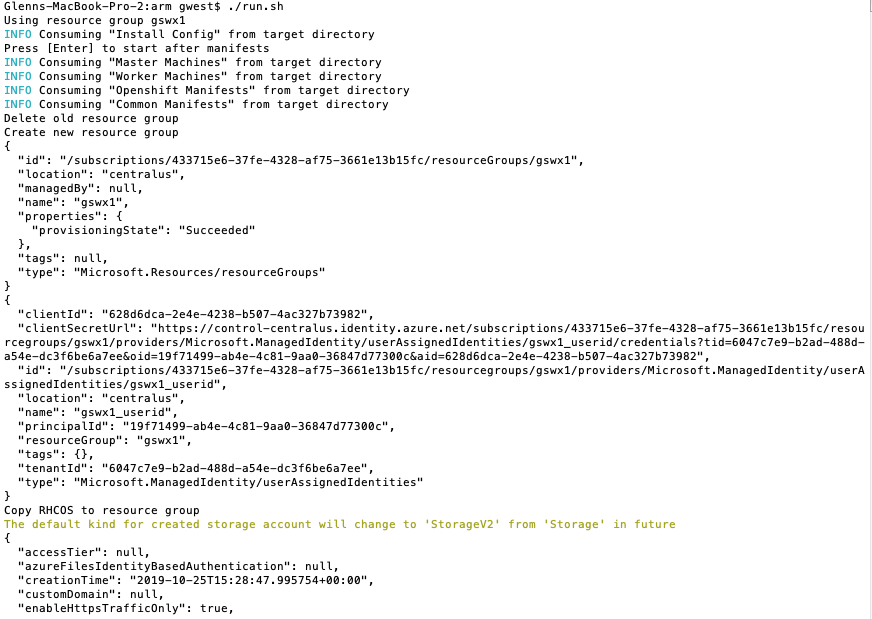 Glenns-MacBook-Pro-2:arm gwest$ ./run.sh
Using resource group gswx1
INFO Consuming "Install Config" from target directory
Press [Enter] to start after manifests
INFO Consuming "Master Machines" from target directory
INFO Consuming "Worker Machines" from target directory
INFO Consuming "Openshift Manifests" from target directory
INFO Consuming "Common Manifests" from target directory
Delete old resource group
Create new resource group
{
  "id": "/subscriptions/433715e6-37fe-4328-af75-3661e13b15fc/resourceGroups/gswx1",
  "location": "centralus",
  "managedBy": null,
  "name": "gswx1",
  "properties": {
    "provisioningState": "Succeeded"
  },
  "tags": null,
  "type": "Microsoft.Resources/resourceGroups"
}
{
  "clientId": "628d6dca-2e4e-4238-b507-4ac327b73982",
  "clientSecretUrl": "https://control-centralus.identity.azure.net/subscriptions/433715e6-37fe-4328-af75-3661e13b15fc/resou
rcegroups/gswx1/providers/Microsoft.ManagedIdentity/userAssignedIdentities/gswx1_userid/credentials?tid=6047c7e9-b2ad-488d-
a54e-dc3f6be6a7ee&oid=19f71499-ab4e-4c81-9aa0-36847d77300c&aid=628d6dca-2e4e-4238-b507-4ac327b73982",
  "id": "/subscriptions/433715e6-37fe-4328-af75-3661e13b15fc/resourcegroups/gswx1/providers/Microsoft.ManagedIdentity/userA
ssignedIdentities/gswx1_userid",
  "location": "centralus",
  "name": "gswx1_userid",
  "principalId": "19f71499-ab4e-4c81-9aa0-36847d77300c",
  "resourceGroup": "gswx1",
  "tags": {},
  "tenantId": "6047c7e9-b2ad-488d-a54e-dc3f6be6a7ee",
  "type": "Microsoft.ManagedIdentity/userAssignedIdentities"
}
Copy RHCOS to resource group
The default kind for created storage account will change to 'StorageV2' from 'Storage' in future
{
  "accessTier": null,
  "azureFilesIdentityBasedAuthentication": null,
  "creationTime": "2019-10-25T15:28:47.995754+00:00",
  "customDomain": null,
  "enableHttpsTrafficOnly": true,